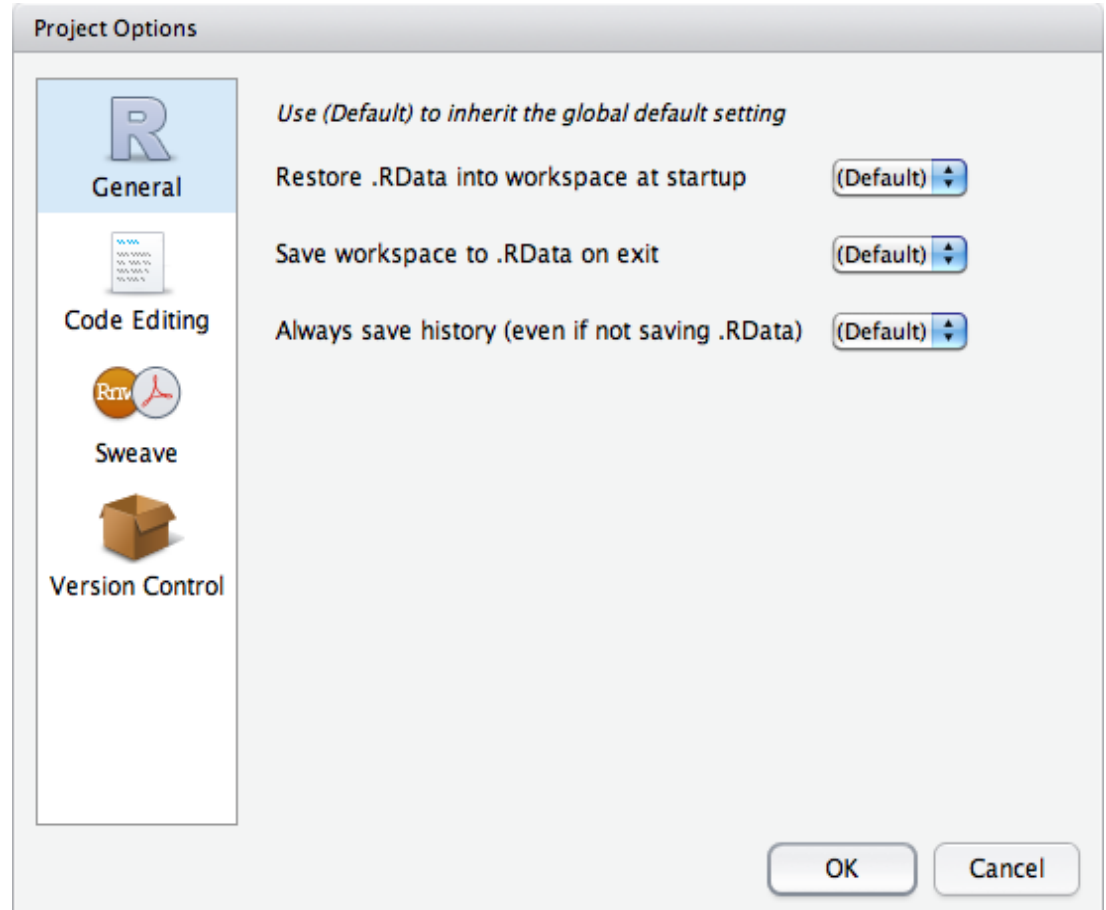 Project Options
R
General
Code Editing
Rnw
Sweave
Version Control
Use (Default) to inherit the global default setting
Restore .RData into workspace at startup (Default)
Save workspace to .RData on exit (Default)
Always save history (even if not saving .RData) (Default)
OK Cancel